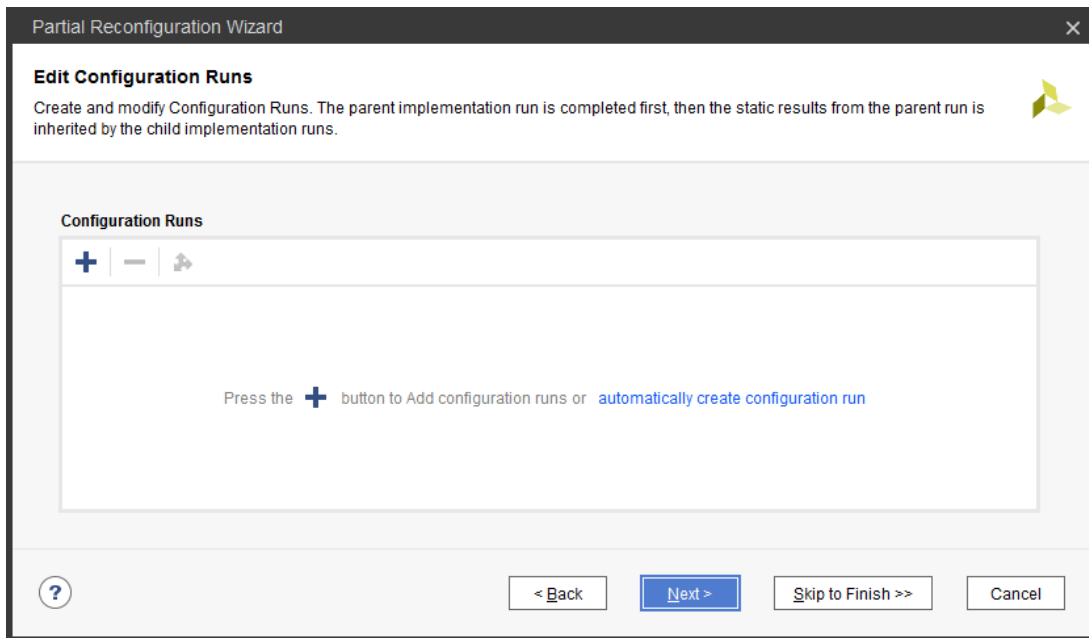 Partial Reconfiguration Wizard
Edit Configuration Runs
Create and modify Configuration Runs. The parent implementation run is completed first, then the static results from the parent run is
inherited by the child implementation runs.
Configuration Runs
Press the + button to Add configuration runs or automatically create configuration run
? < Back Next > Skip to Finish >> Cancel